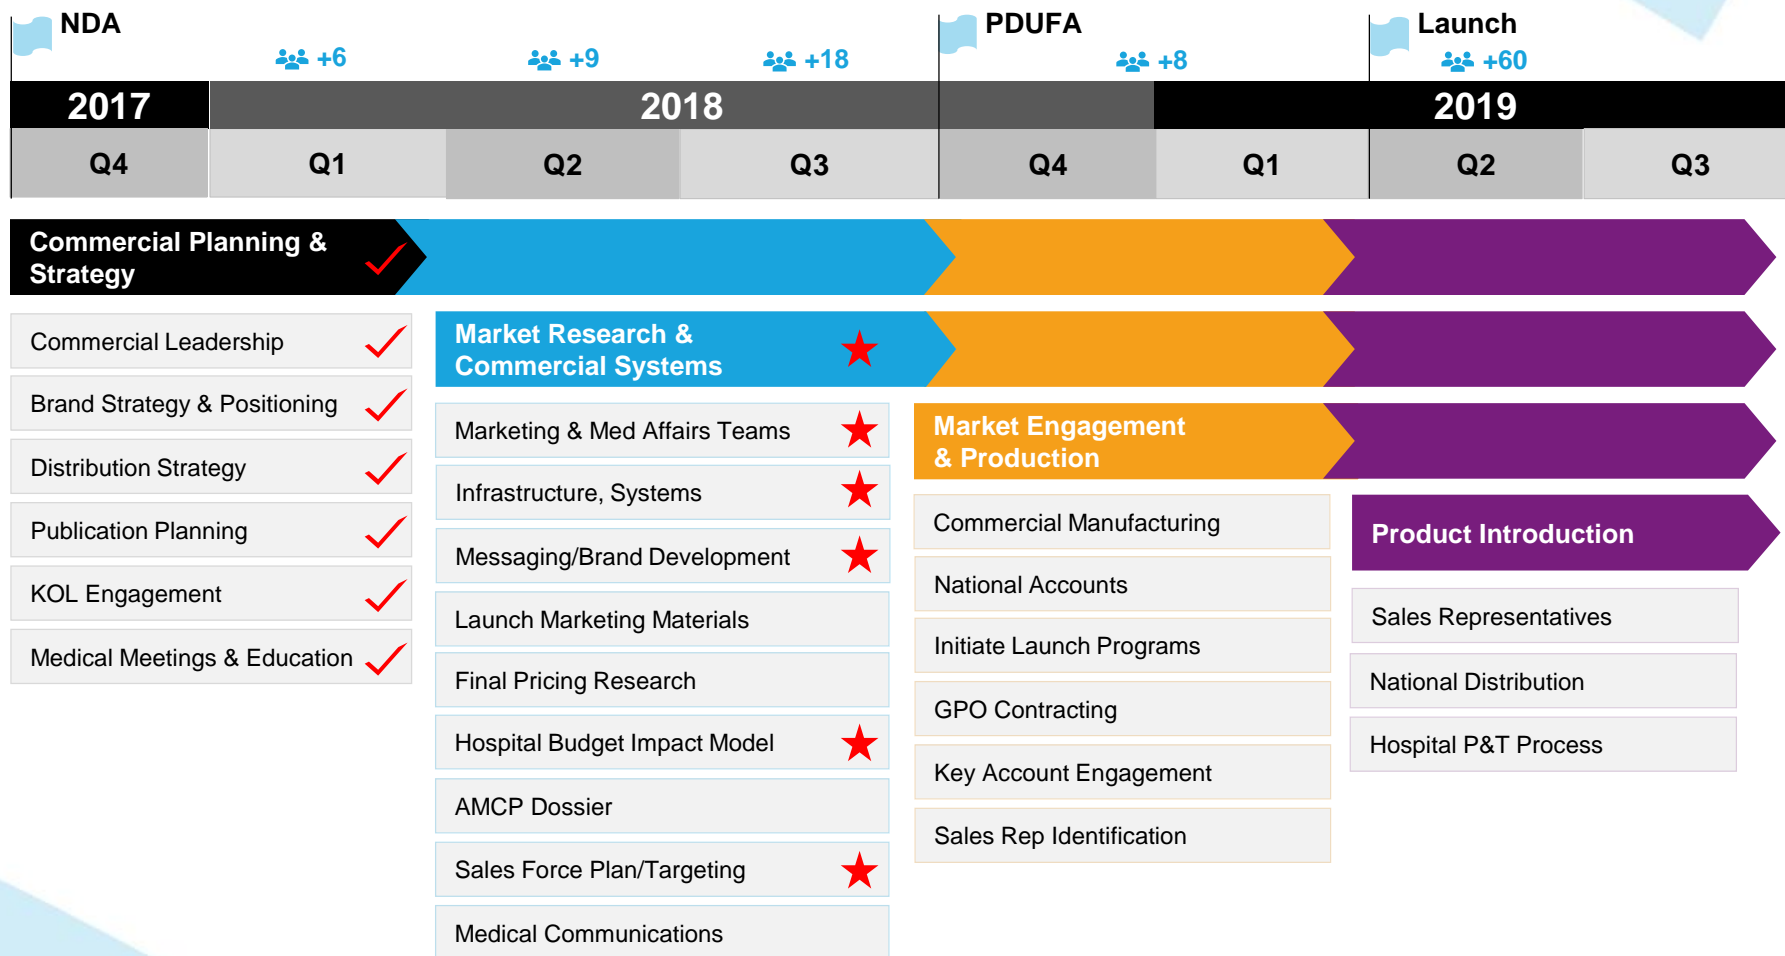 NDA
PDUFA
Launch
+6
+9
+18
+8
+60
2017
2018
2019
Q4
Q1
Q2
Q3
Q4
Q1
Q2
Q3
Commercial Planning &
Strategy
Commercial Leadership
Brand Strategy & Positioning
Distribution Strategy
Publication Planning
KOL Engagement
Medical Meetings & Education
Market Research &
Commercial Systems
Marketing & Med Affairs Teams
Infrastructure, Systems
Messaging/Brand Development
Launch Marketing Materials
Final Pricing Research
Hospital Budget Impact Model
AMCP Dossier
Sales Force Plan/Targeting
Medical Communications
Market Engagement
& Production
Commercial Manufacturing
National Accounts
Initiate Launch Programs
GPO Contracting
Key Account Engagement
Sales Rep Identification
Product Introduction
Sales Representatives
National Distribution
Hospital P&T Process